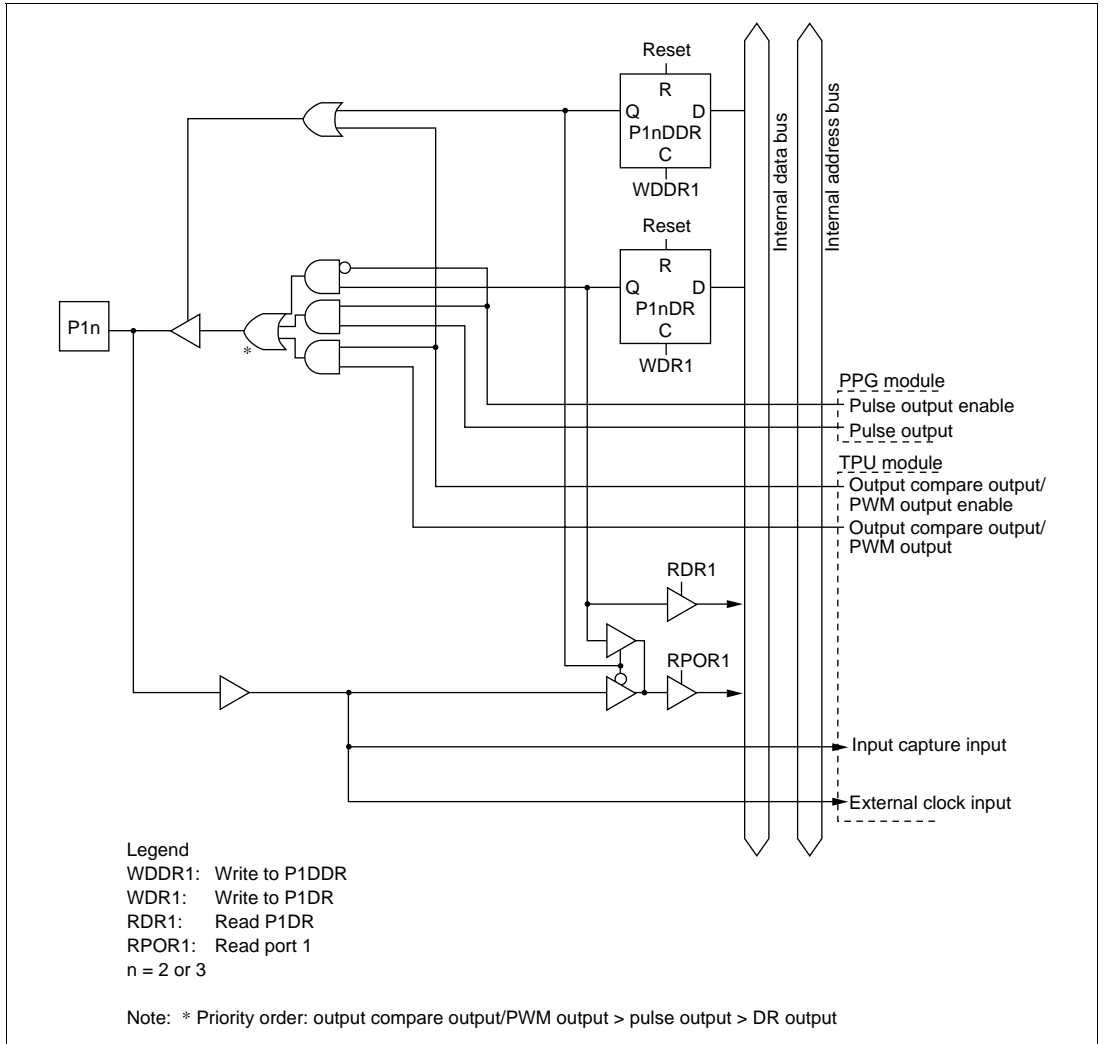 Reset
R
Q D
P1nDDR
C
WDDR1
Reset
R
Q D
P1nDR
C
WDR1
Internal data bus
Internal address bus
P1n
*
PPG module
Pulse output enable
Pulse output
TPU module
Output compare output/
PWM output enable
Output compare output/
PWM output
RDR1
RPOR1
Input capture input
External clock input
Legend
WDDR1: Write to P1DDR
WDR1: Write to P1DR
RDR1: Read P1DR
RPOR1: Read port 1
n = 2 or 3
Note: * Priority order: output compare output/PWM output > pulse output > DR output